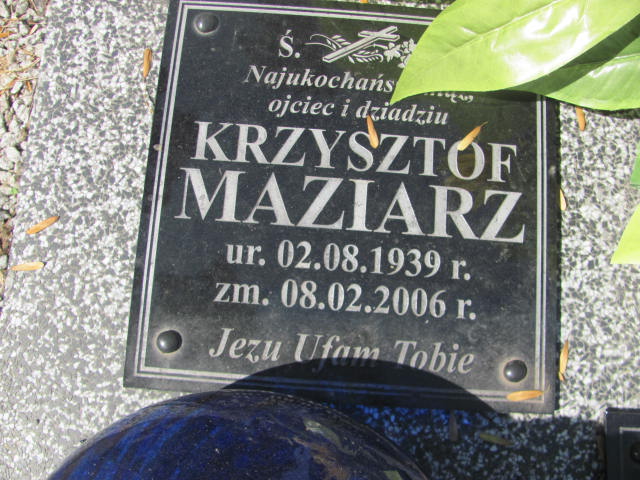 Ś.
ojciec i dziadziu
KRZYSZTOF
MAZIARZ
ur. 02.08.1939 r.
zm. 08.02.2006 r.
Jezu Ufam Tobie